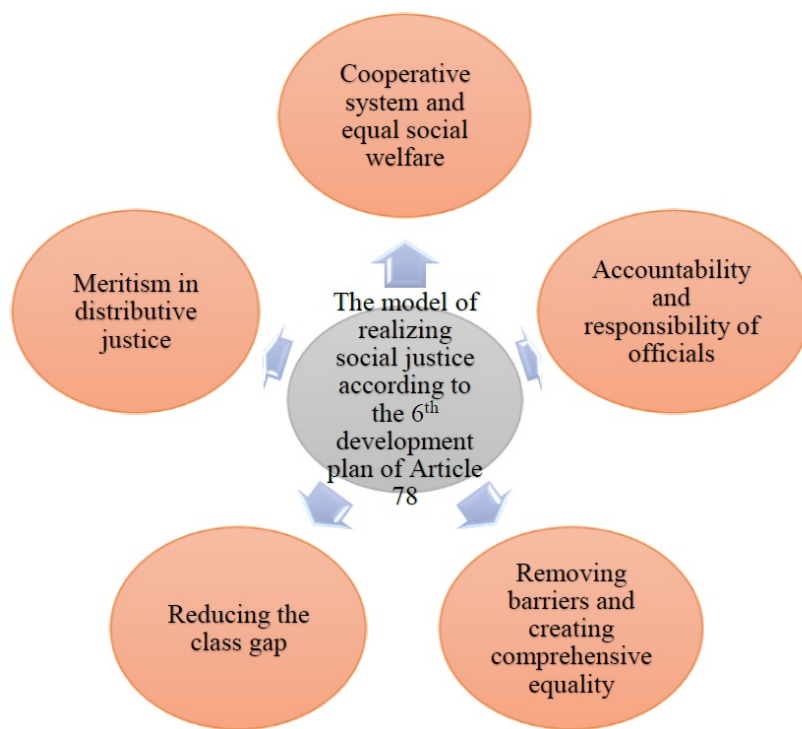 Cooperative
system and
equal social
welfare
Meritism in
distributive
justice
Accountability
and
responsibility of
officials
The model of
realizing
social justice
according to
the 6th
development
plan of Article
78
Reducing the
class gap
Removing
barriers and
creating
comprehensive
equality